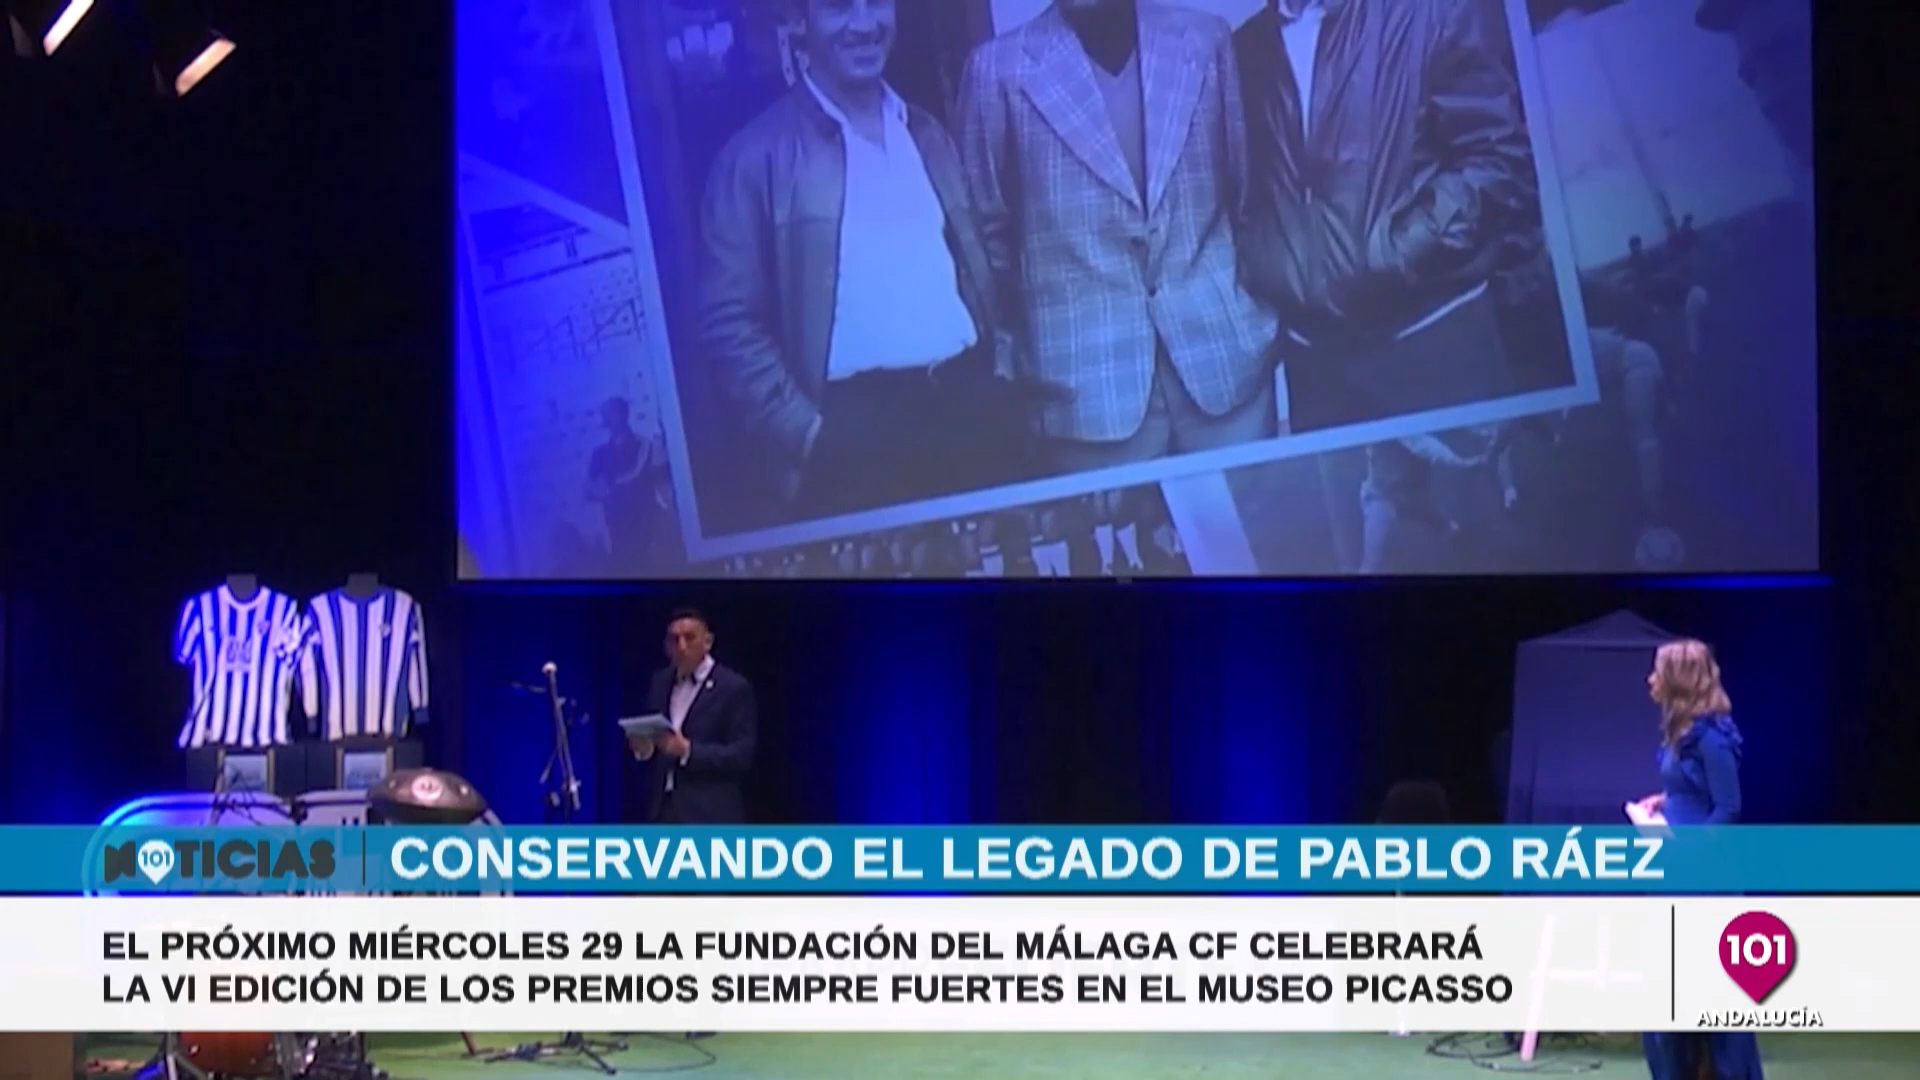 NOTICIAS 101
CONSERVANDO EL LEGADO DE PABLO RÁEZ
EL PRÓXIMO MIÉRCOLES 29 LA FUNDACIÓN DEL MÁLAGA CF CELEBRARÁ
LA VI EDICIÓN DE LOS PREMIOS SIEMPRE FUERTES EN EL MUSEO PICASSO
101
ANDALUCÍA